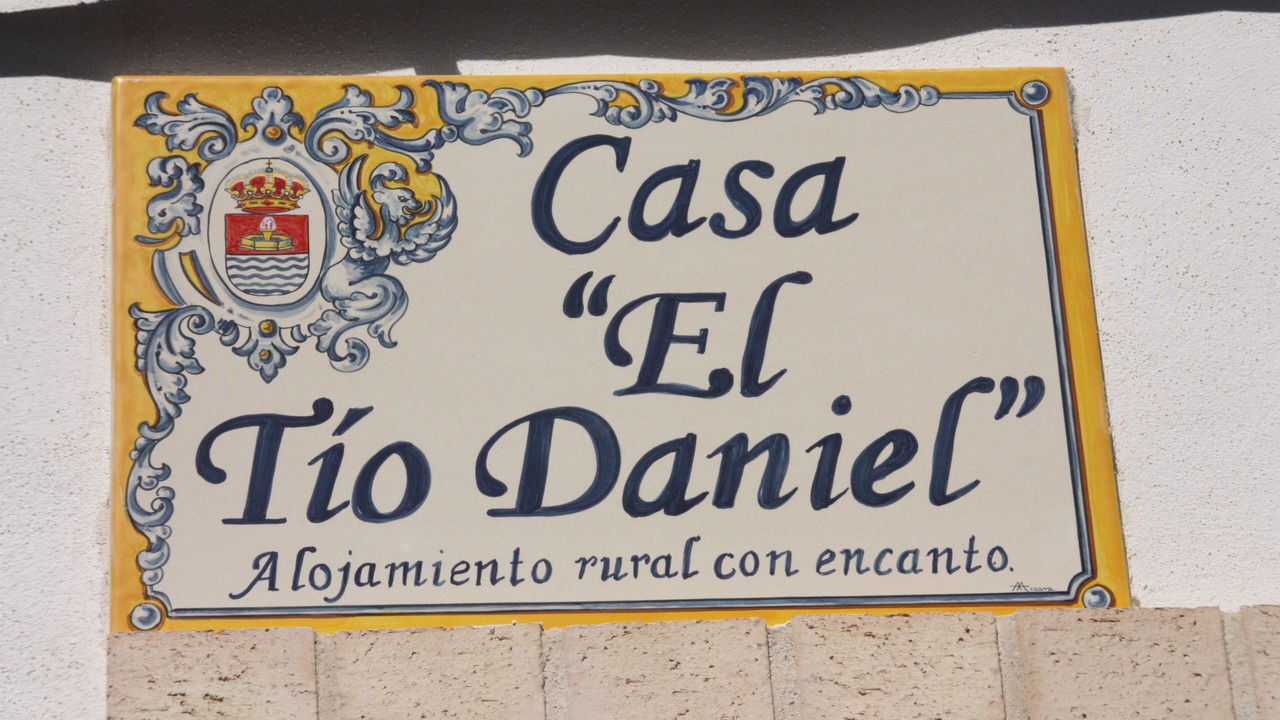 Casa
“El
Tío Daniel”
Alojamiento rural con encanto.